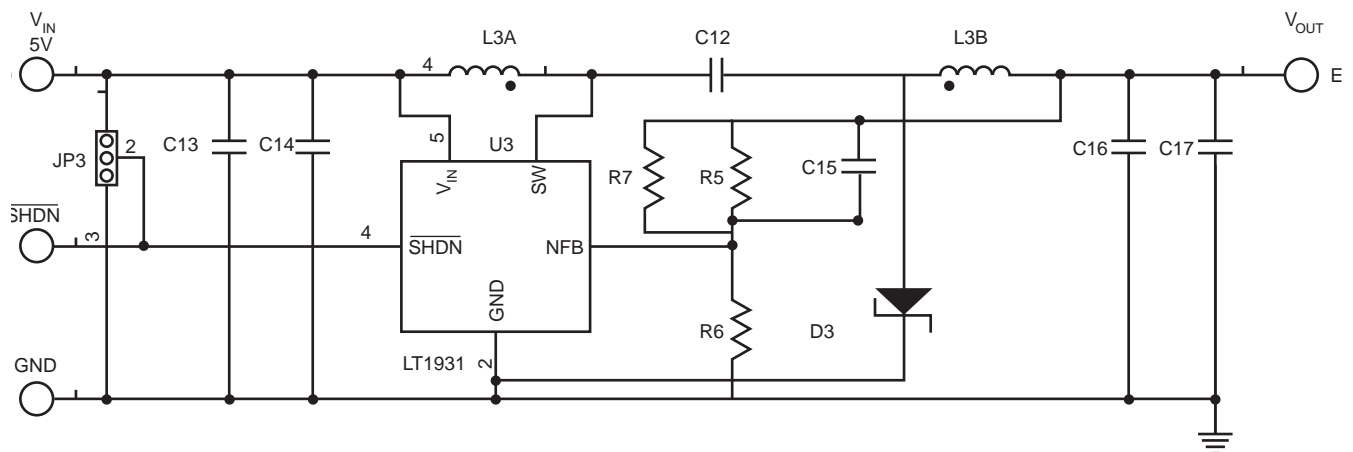 V_IN
5V
V_OUT
L3A
C12
L3B
4
E
1
5
U3
JP3
2
C13
C14
V_IN
SW
R7
R5
C15
C16
C17
SHDN
3
4
SHDN
NFB
GND
R6
D3
GND
LT1931
2